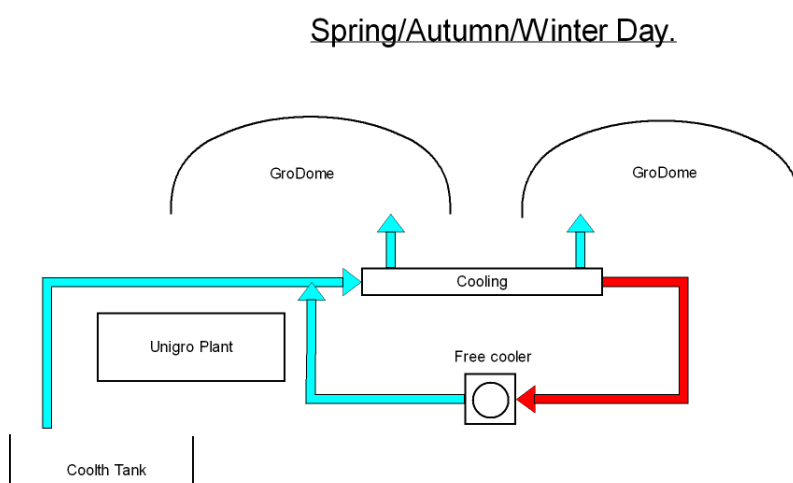 Spring/Autumn/Winter Day.
GroDome
GroDome
Cooling
Unigro Plant
Free cooler
Coolth Tank